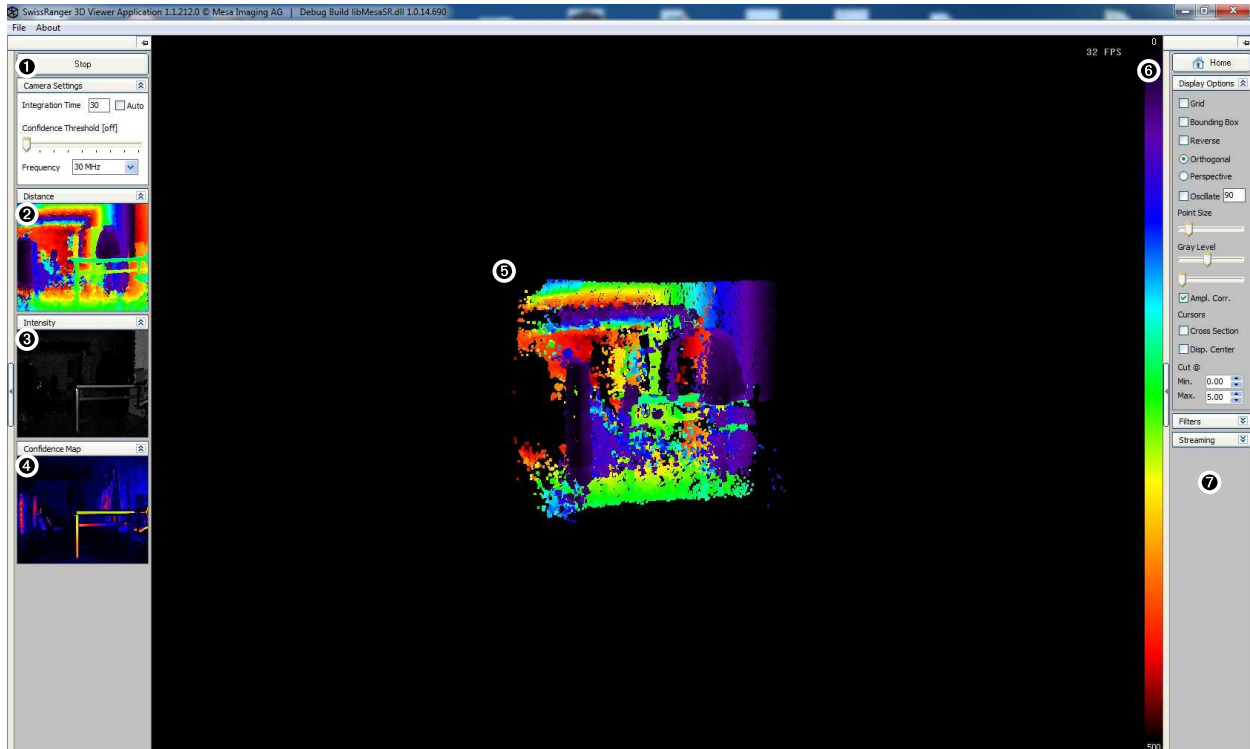 SwissRanger 3D Viewer Application 1.1.212.0 © Mesa Imaging AG | Debug Build libMesaSR.dll 1.0.14.690
File About
1
Stop
Camera Settings
Integration Time 30 Auto
Confidence Threshold [off]
Frequency 30 MHz
Distance
2
Intensity
3
Confidence Map
4
5
32 FPS
0
6
500
Home
Display Options
Grid
Bounding Box
Reverse
Orthogonal
Perspective
Oscillate 90
Point Size
Gray Level
Ampl. Corr.
Cursors
Cross Section
Disp. Center
Cut @
Min. 0.00
Max. 5.00
Filters
Streaming
7